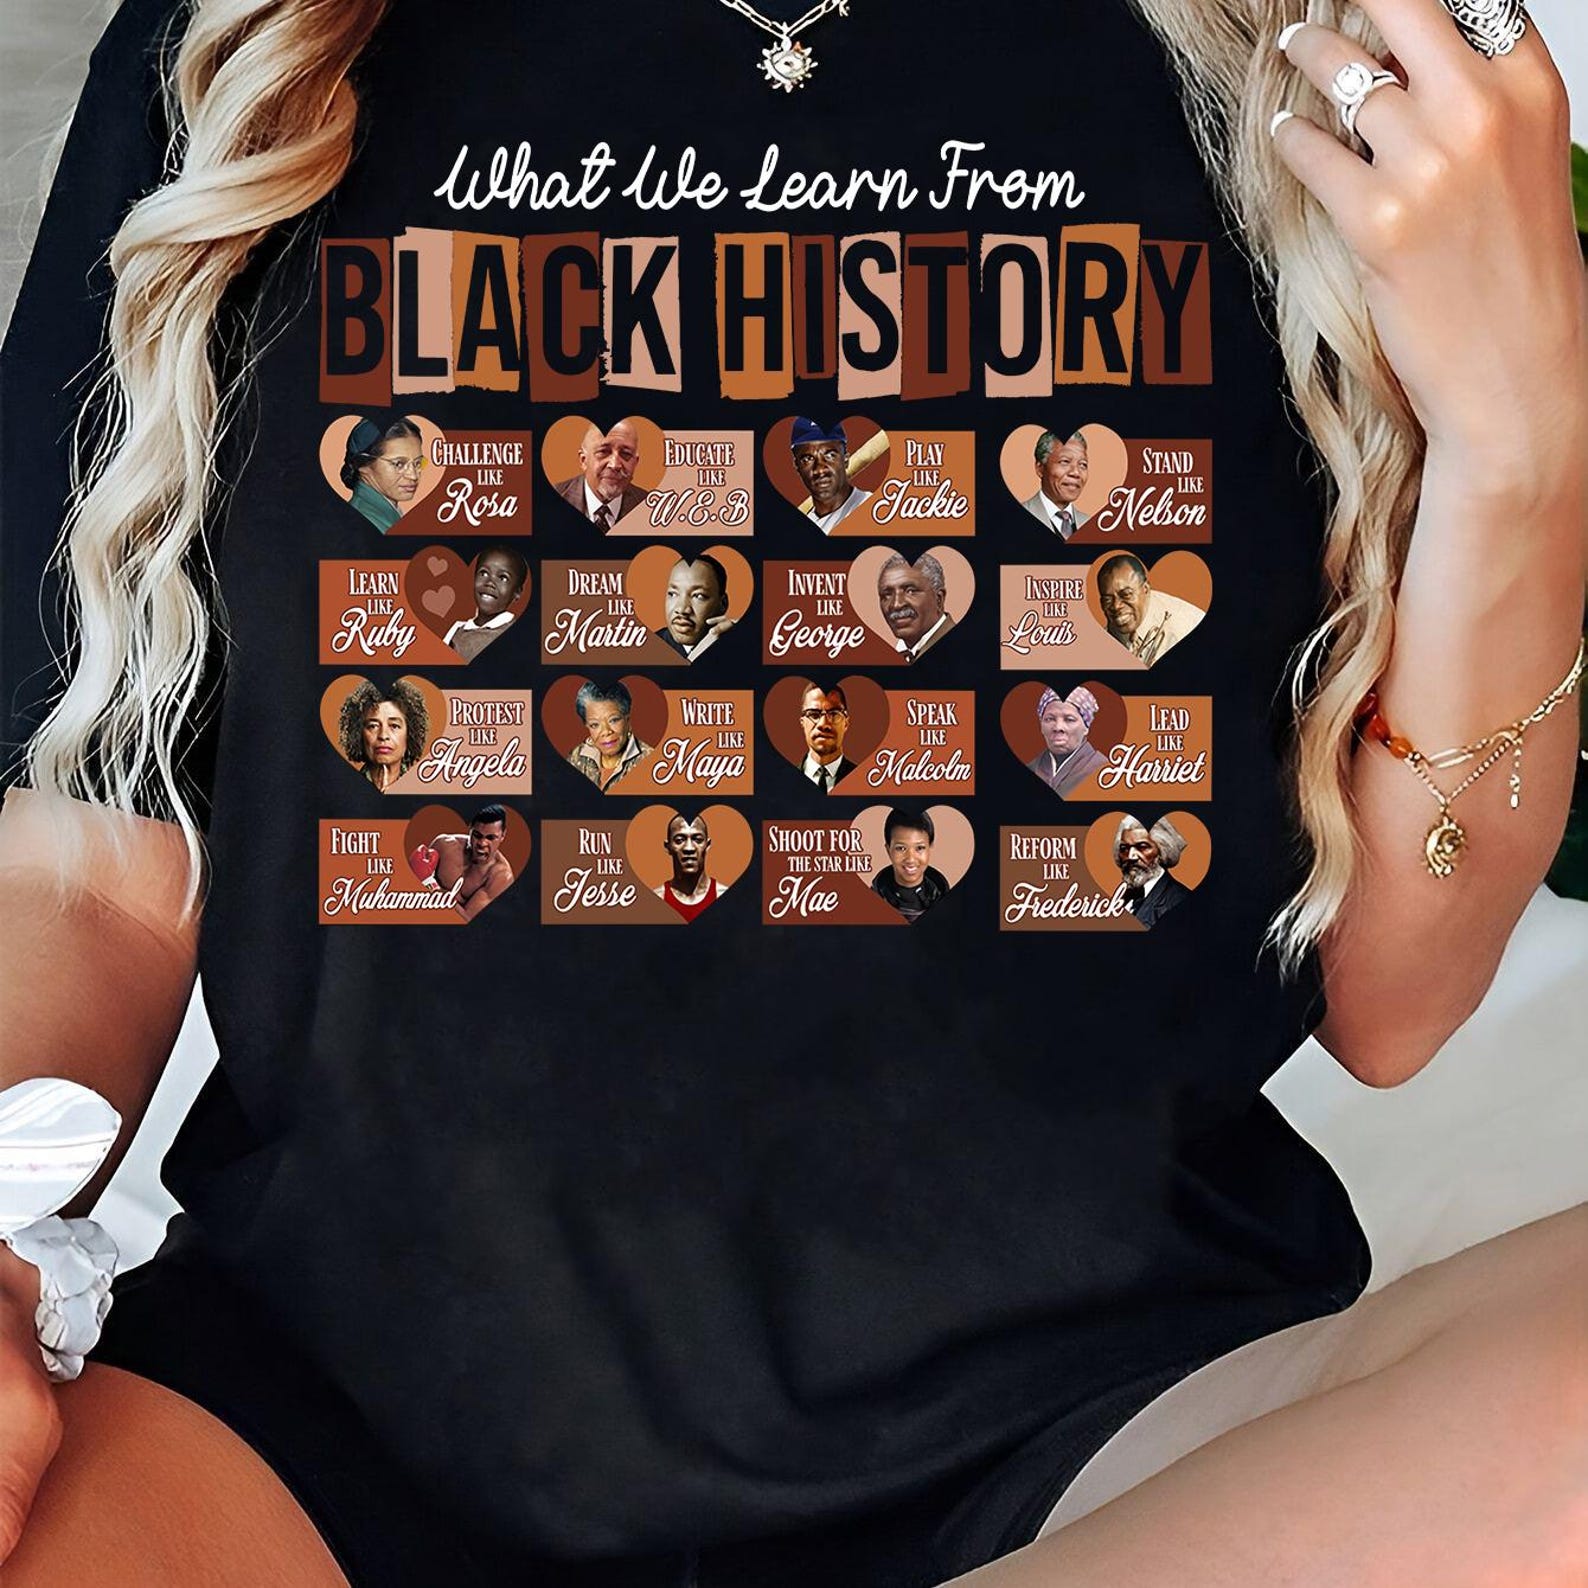 What We Learn From
BLACK HISTORY
CHALLENGE
LIKE
Rosa
EDUCATE
LIKE
W.E.B
PLAY
LIKE
Jackie
STAND
LIKE
Nelson
LEARN
LIKE
Ruby
DREAM
LIKE
Martin
INVENT
LIKE
George
INSPIRE
LIKE
Louis
PROTEST
LIKE
Angela
WRITE
LIKE
Maya
SPEAK
LIKE
Malcolm
LEAD
LIKE
Harriet
FIGHT
LIKE
Muhammad
RUN
LIKE
Jesse
SHOOT FOR
THE STAR LIKE
Mae
REFORM
LIKE
Frederick